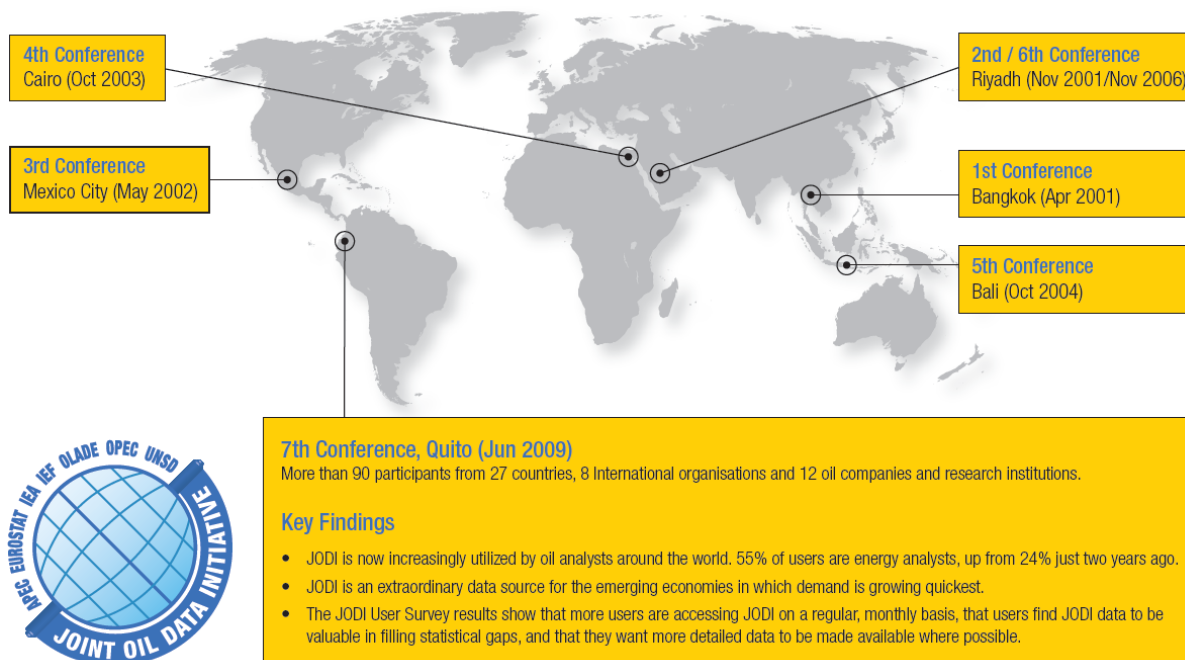 4th Conference
Cairo (Oct 2003)
2nd / 6th Conference
Riyadh (Nov 2001/Nov 2006)
3rd Conference
Mexico City (May 2002)
1st Conference
Bangkok (Apr 2001)
5th Conference
Bali (Oct 2004)
7th Conference, Quito (Jun 2009)
More than 90 participants from 27 countries, 8 International organisations and 12 oil companies and research institutions.
Key Findings
• JODI is now increasingly utilized by oil analysts around the world. 55% of users are energy analysts, up from 24% just two years ago.
• JODI is an extraordinary data source for the emerging economies in which demand is growing quickest.
• The JODI User Survey results show that more users are accessing JODI on a regular, monthly basis, that users find JODI data to be
valuable in filling statistical gaps, and that they want more detailed data to be made available where possible.
APEC EUROSTAT IEA IEF OLADE OPEC UNSD
JOINT OIL DATA INITIATIVE